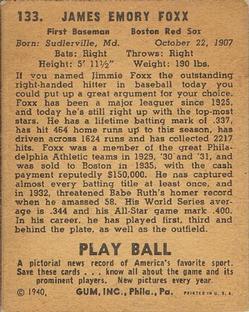 133. JAMES EMORY FOXX
First Baseman Boston Red Sox
Born: Sudlerville, Md. October 22, 1907
Bats: Right Throws: Right
Height: 5' 11½" Weight: 190 lbs.
If you named Jimmie Foxx the outstanding
right-handed hitter in baseball today you
could put up a great argument for your choice.
Foxx has been a major leaguer since 1925,
and today he's still right up with the top-rod
swatters. He has a lifetime batting mark of .337,
has hit 464 home runs up to this season, has
driven across 1624 runs and has collected 2217
hits. Foxx was a member of the great Phila-
delphia Athletic teams in 1929, '30 and '31, and
was sold to Boston in 1935, with the cash
payment reputedly $150,000. He has captured
almost every batting title at least once, and
in 1932, threatened Babe Ruth's homer record
when he amassed 58. His World Series average
is .344 and his All-Star game mark .400.
In his career, he has played first, third and
behind the plate, as well as the outfield.
PLAY BALL
A pictorial news record of America's favorite sport.
Save these cards . . . know all about the game and its
prominent players. New pictures every year.
© 1940, GUM, INC., Phila., Pa. PRINTED IN U. S. A.